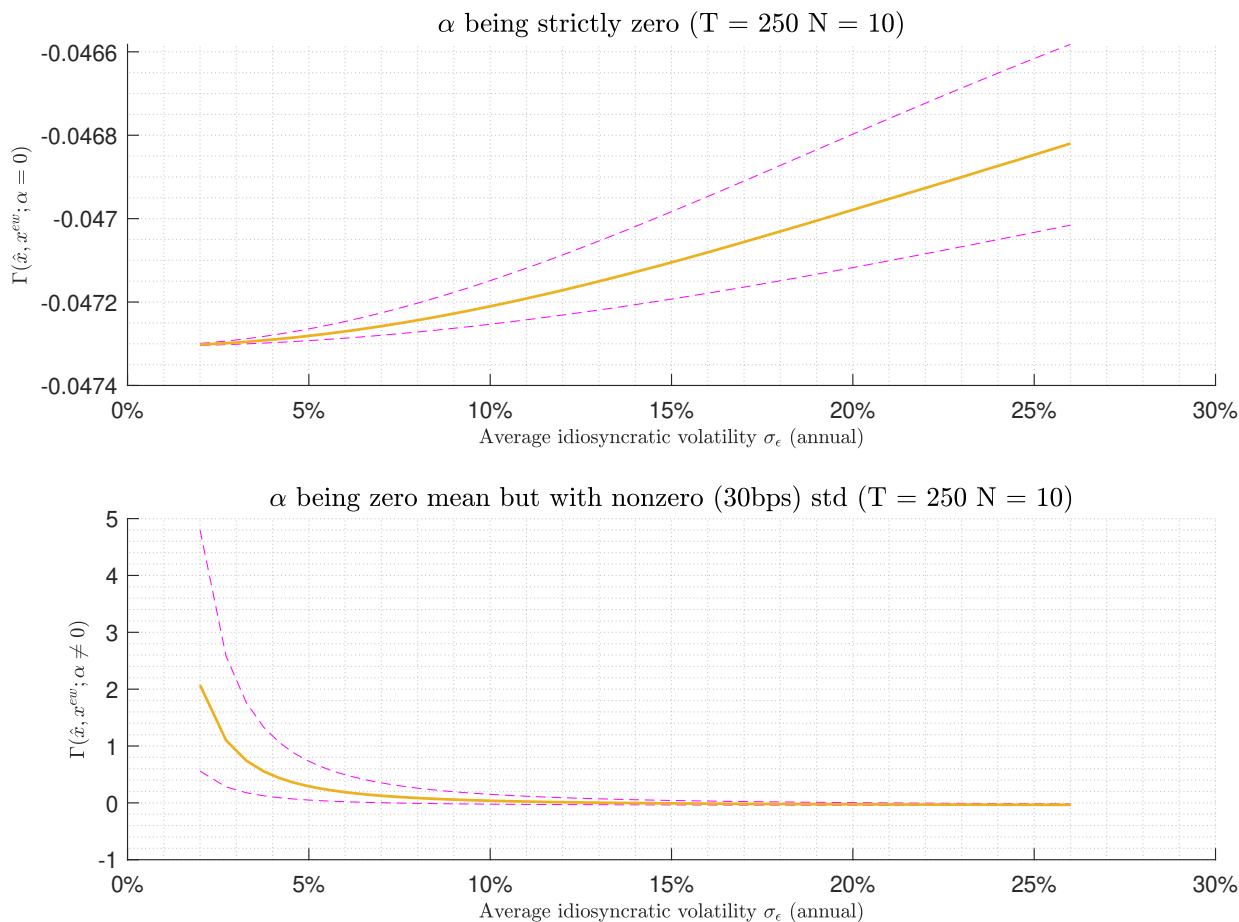 α being strictly zero (T = 250 N = 10)
-0.0466
-0.0468
-0.047
-0.0472
-0.0474
Γ(x̂, x^{ew}; α = 0)
0% 5% 10% 15% 20% 25% 30%
Average idiosyncratic volatility σ_ϵ (annual)
α being zero mean but with nonzero (30bps) std (T = 250 N = 10)
5
4
3
2
1
0
-1
Γ(x̂, x^{ew}; α ≠ 0)
0% 5% 10% 15% 20% 25% 30%
Average idiosyncratic volatility σ_ϵ (annual)